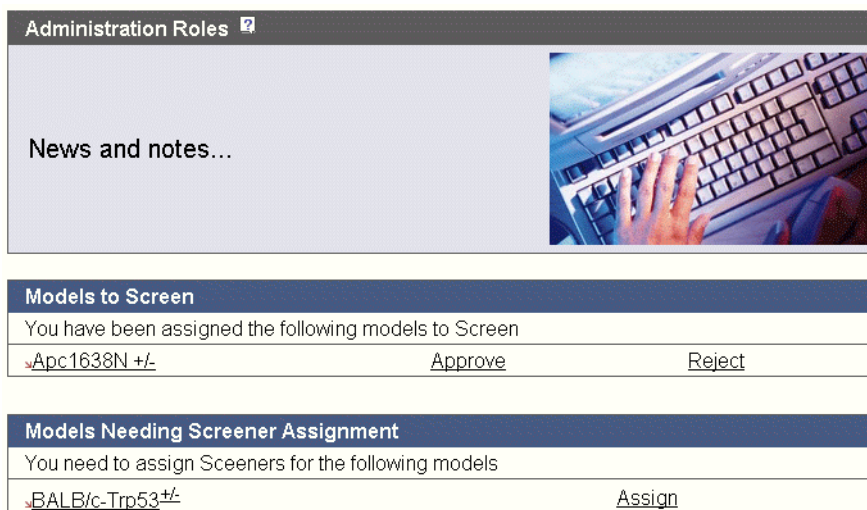 Administration Roles ?
News and notes...
Models to Screen
You have been assigned the following models to Screen
Apc1638N +/- Approve Reject
Models Needing Screener Assignment
You need to assign Sceeners for the following models
BALB/c-Trp53+/- Assign